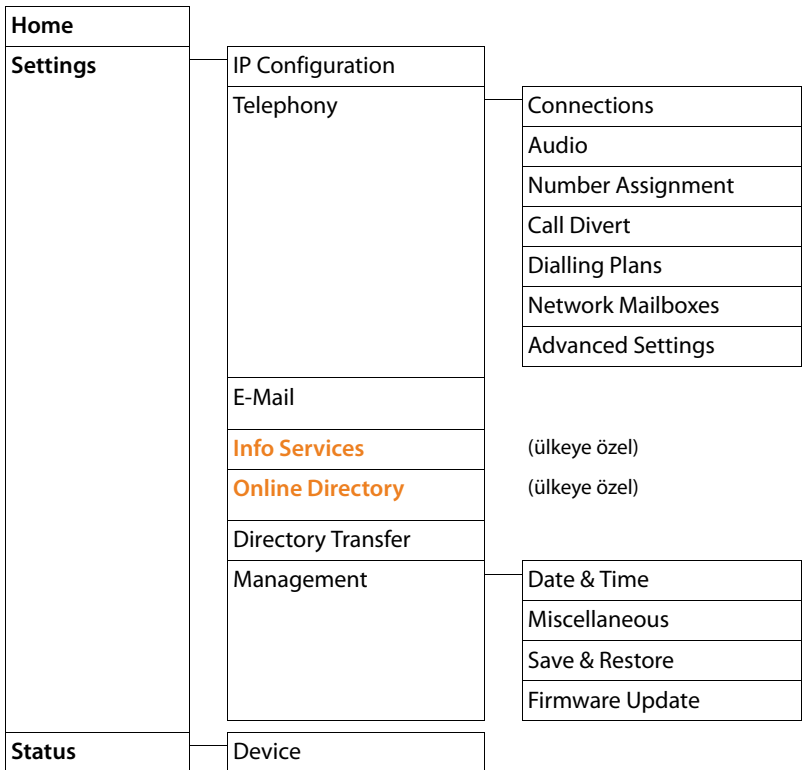 Home
Settings
IP Configuration
Telephony
Connections
Audio
Number Assignment
Call Divert
Dialling Plans
Network Mailboxes
Advanced Settings
E-Mail
Info Services (ülkeye özel)
Online Directory (ülkeye özel)
Directory Transfer
Management
Date & Time
Miscellaneous
Save & Restore
Firmware Update
Status
Device